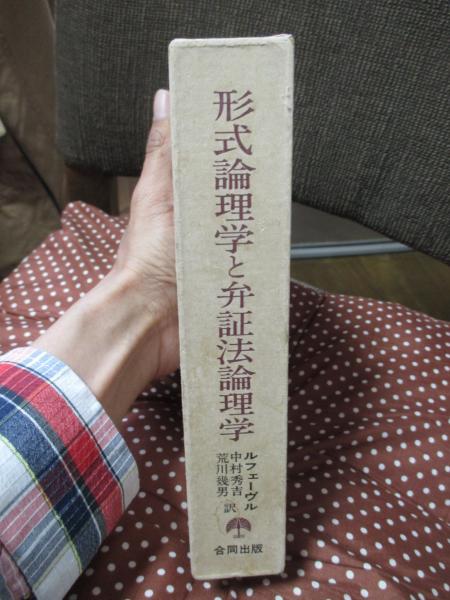 形式論理学と弁証法論理学
ルフェーヴル
中村秀吉
荒川幾男 訳
合同出版